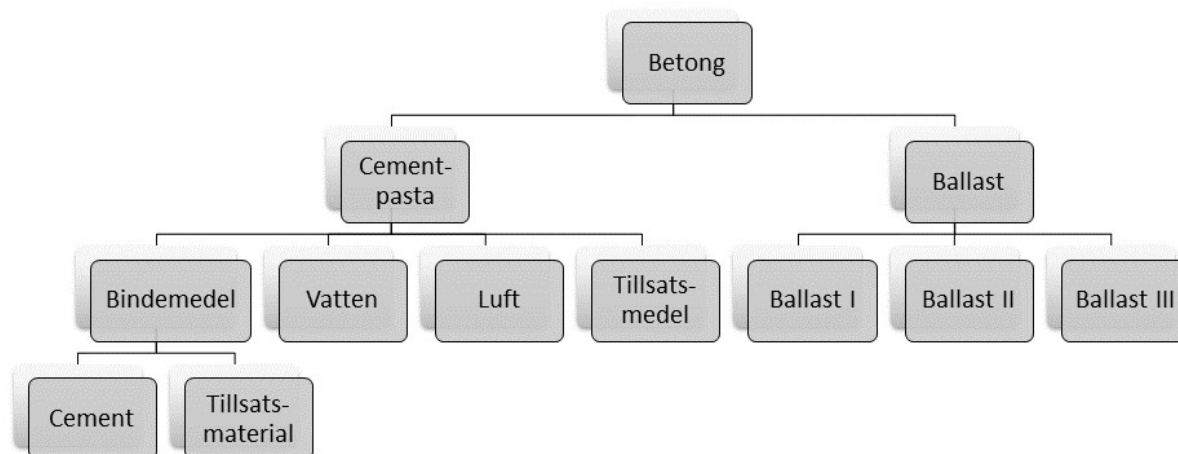 Betong
Cement-
pasta
Ballast
Bindemedel
Vatten
Luft
Tillsats-
medel
Ballast I
Ballast II
Ballast III
Cement
Tillsats-
material